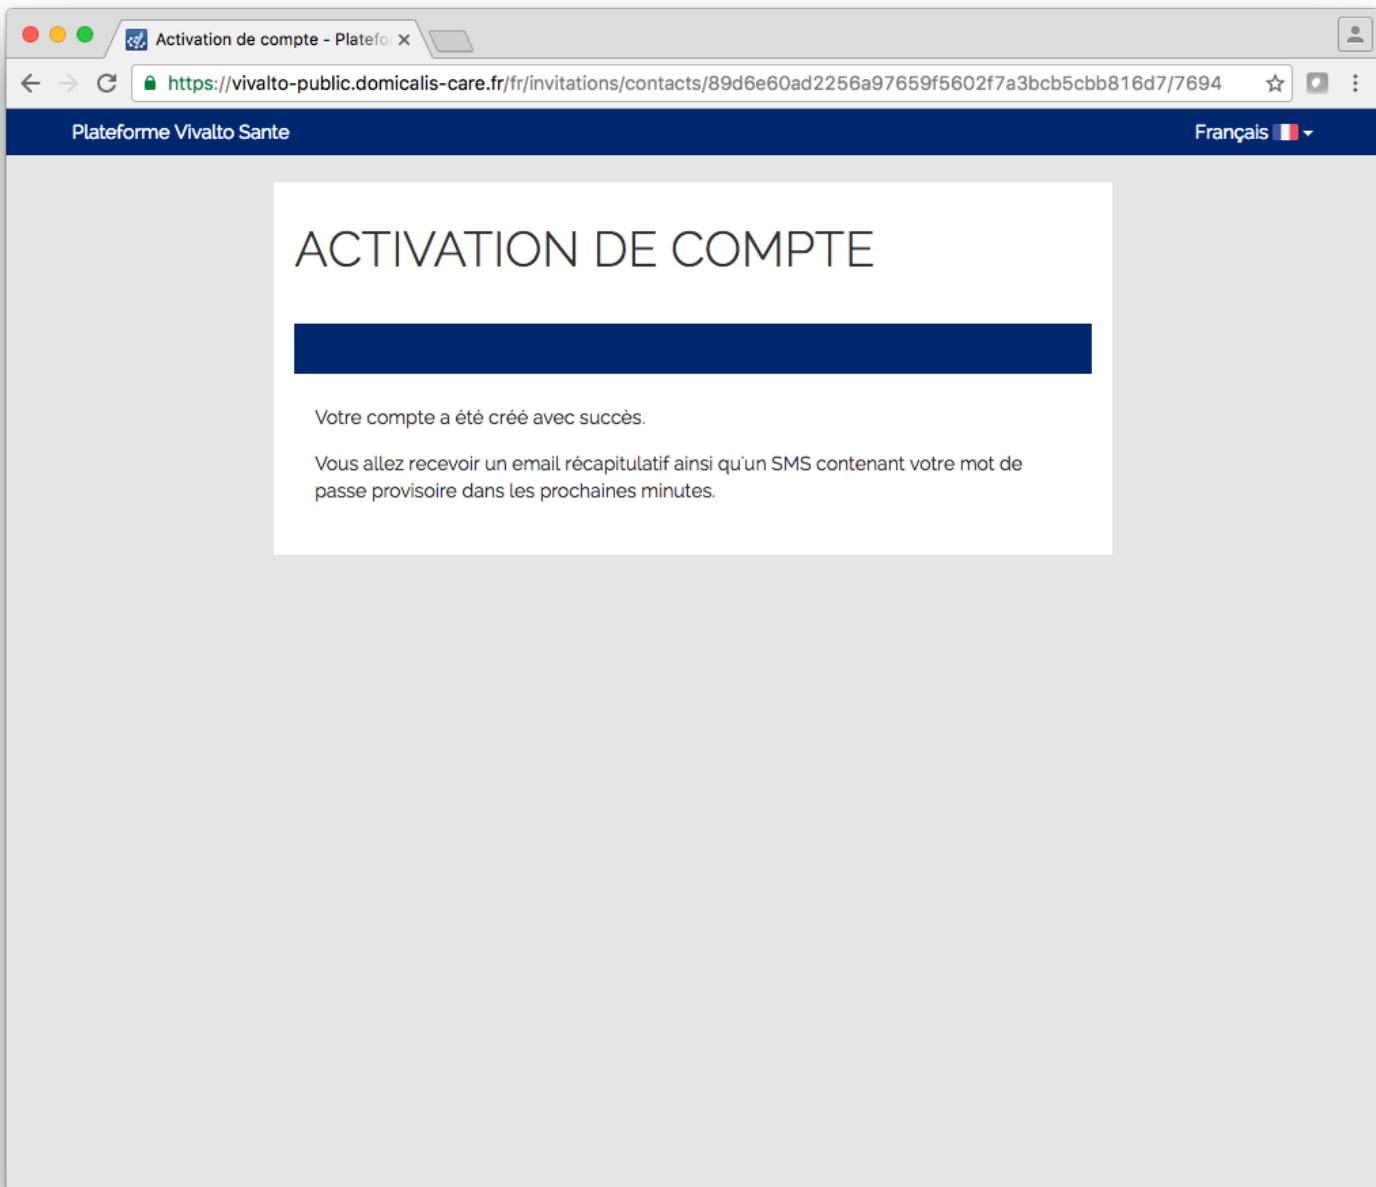 Activation de compte - Platefo
https://vivalto-public.domicalis-care.fr/fr/invitations/contacts/89d6e60ad2256a97659f5602f7a3bcb5cbb816d7/7694
Plateforme Vivalto Sante
Français
ACTIVATION DE COMPTE
Votre compte a été créé avec succès.
Vous allez recevoir un email récapitulatif ainsi qu'un SMS contenant votre mot de
passe provisoire dans les prochaines minutes.